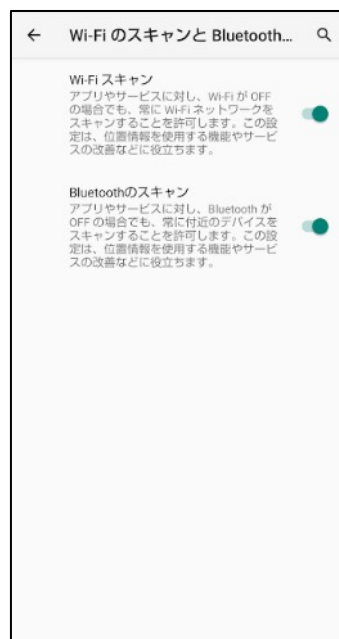 Wi-Fi のスキャンと Bluetooth...
Wi-Fi スキャン
アプリやサービスに対し、Wi-Fi が OFF
の場合でも、常に Wi-Fi ネットワークを
スキャンすることを許可します。この設
定は、位置情報を使用する機能やサービ
スの改善などに役立ちます。
Bluetoothのスキャン
アプリやサービスに対し、Bluetooth が
OFF の場合でも、常に付近のデバイスを
スキャンすることを許可します。この設
定は、位置情報を使用する機能やサービ
スの改善などに役立ちます。